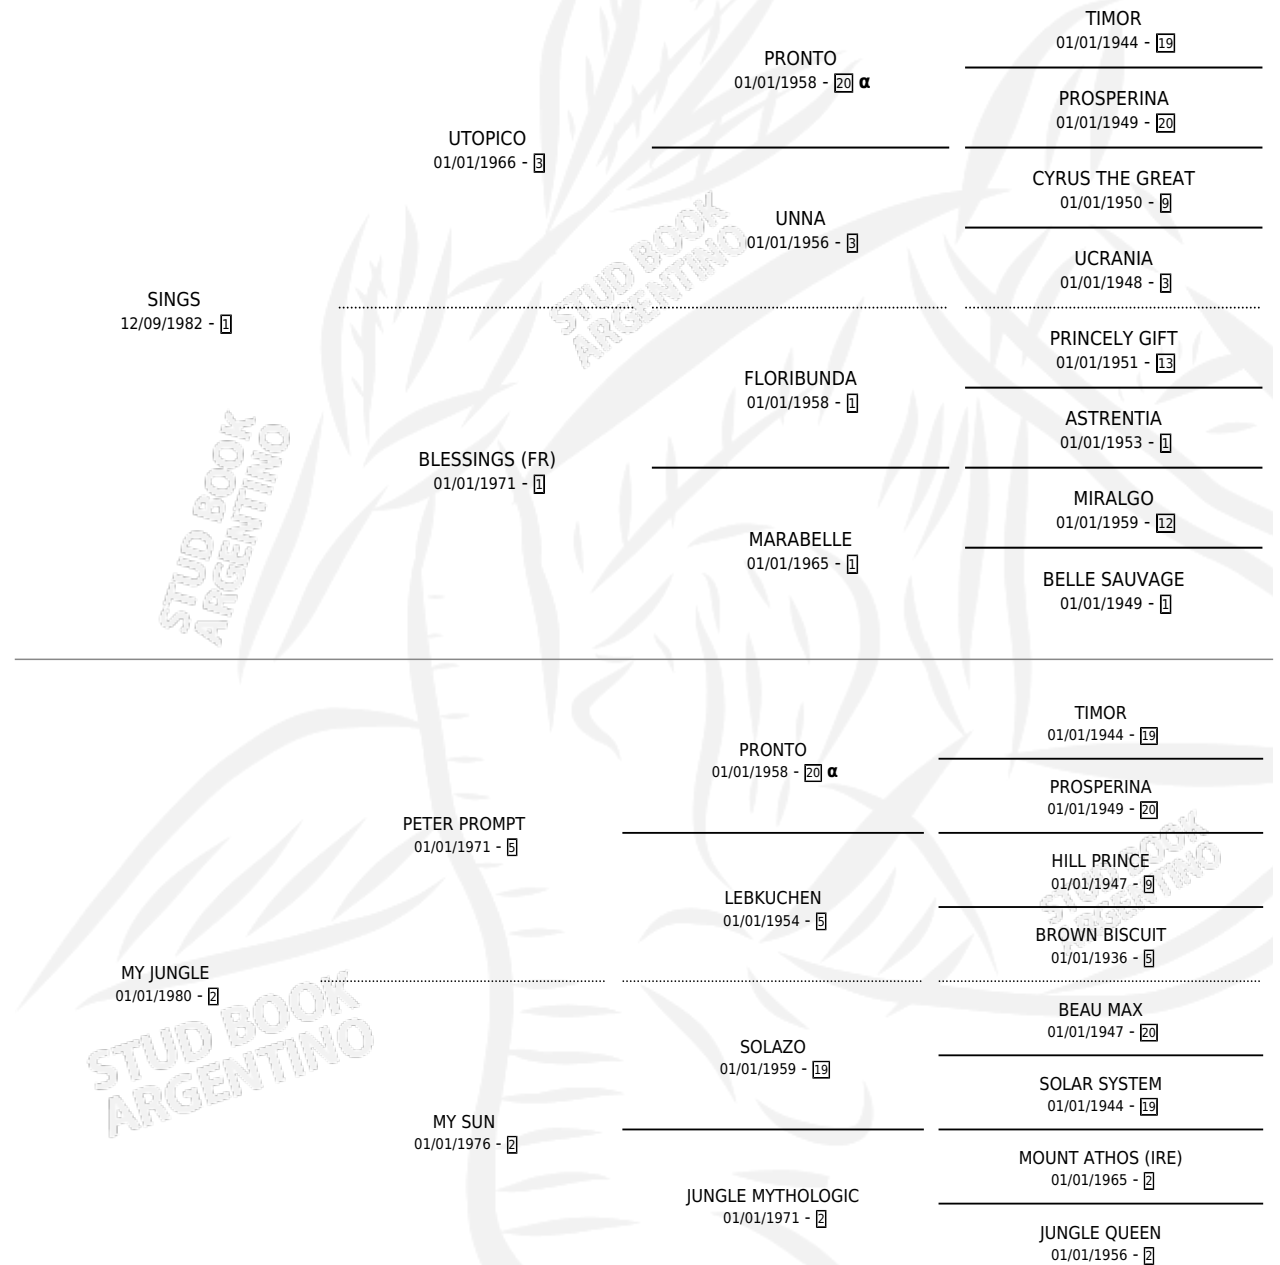 TIMOR
01/01/1944 - 19
PRONTO
01/01/1958 - 20 α
PROSPERINA
01/01/1949 - 20
UTOPICO
01/01/1966 - 3
CYRUS THE GREAT
01/01/1950 - 9
UNNA
01/01/1956 - 3
UCRANIA
01/01/1948 - 3
SINGS
12/09/1982 - 1
PRINCELY GIFT
01/01/1951 - 13
FLORIBUNDA
01/01/1958 - 1
ASTRENTIA
01/01/1953 - 1
BLESSINGS (FR)
01/01/1971 - 1
MIRALGO
01/01/1959 - 12
MARABELLE
01/01/1965 - 1
BELLE SAUVAGE
01/01/1949 - 1
TIMOR
01/01/1944 - 19
PRONTO
01/01/1958 - 20 α
PROSPERINA
01/01/1949 - 20
PETER PROMPT
01/01/1971 - 5
HILL PRINCE
01/01/1947 - 9
LEBKUCHEN
01/01/1954 - 5
BROWN BISCUIT
01/01/1936 - 5
MY JUNGLE
01/01/1980 - 2
BEAU MAX
01/01/1947 - 20
SOLAZO
01/01/1959 - 19
SOLAR SYSTEM
01/01/1944 - 19
MY SUN
01/01/1976 - 2
MOUNT ATHOS (IRE)
01/01/1965 - 2
JUNGLE MYTHOLOGIC
01/01/1971 - 2
JUNGLE QUEEN
01/01/1956 - 2
STUD BOOK
ARGENTINO
STUD BOOK
ARGENTINO
STUD BOOK
ARGENTINO
STUD BOOK
ARGENTINO